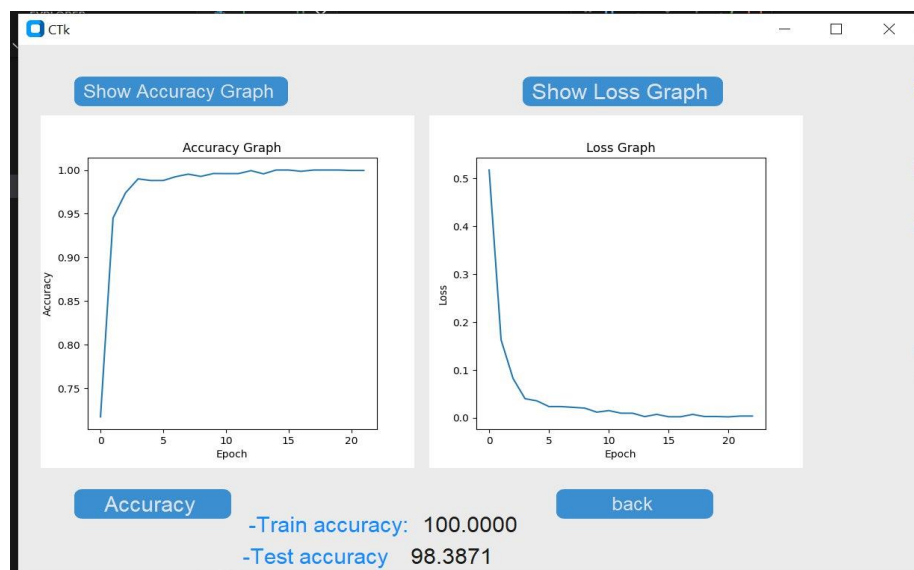 CTk
Show Accuracy Graph
Show Loss Graph
Accuracy Graph
1.00
0.95
0.90
0.85
0.80
0.75
Accuracy
0 5 10 15 20
Epoch
Loss Graph
0.5
0.4
0.3
0.2
0.1
0.0
Loss
0 5 10 15 20
Epoch
Accuracy
back
-Train accuracy: 100.0000
-Test accuracy 98.3871